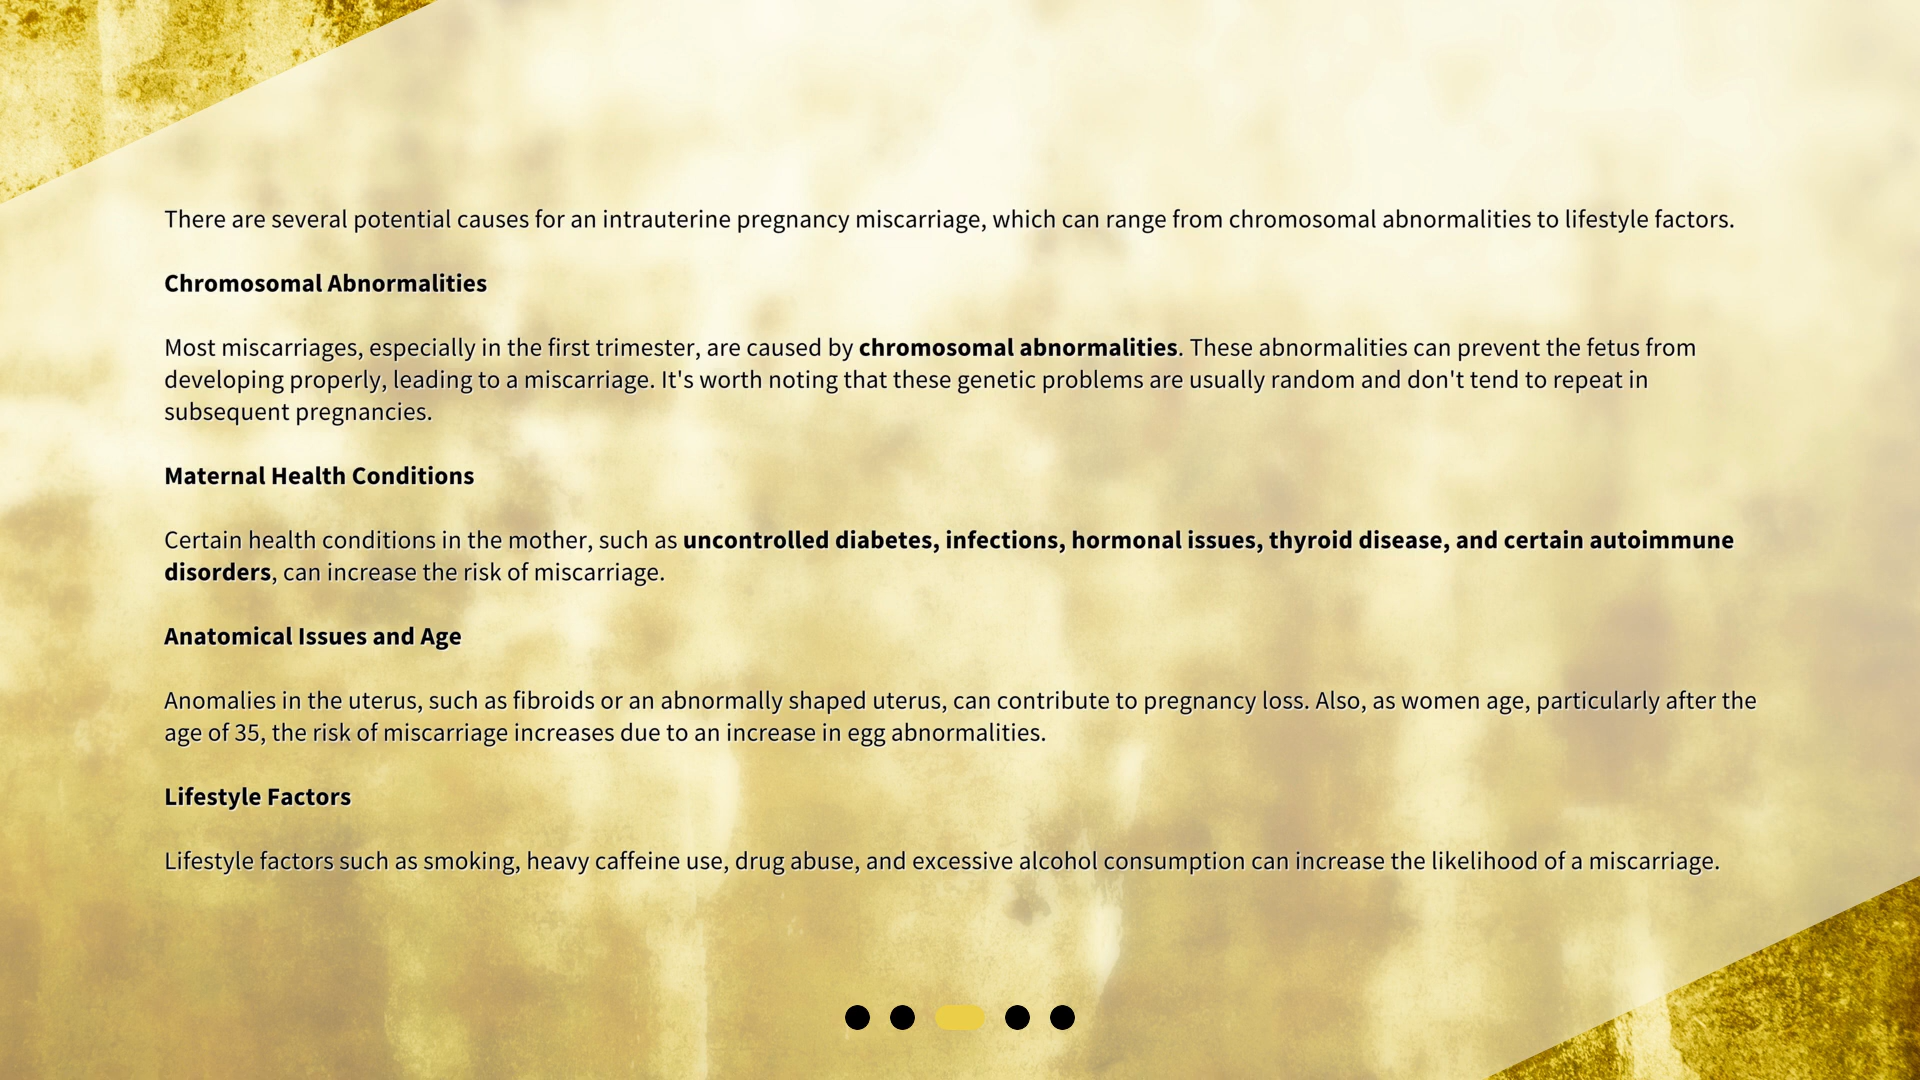 There are several potential causes for an intrauterine pregnancy miscarriage, which can range from chromosomal abnormalities to lifestyle factors.
Chromosomal Abnormalities
Most miscarriages, especially in the first trimester, are caused by chromosomal abnormalities. These abnormalities can prevent the fetus from
developing properly, leading to a miscarriage. It's worth noting that these genetic problems are usually random and don't tend to repeat in
subsequent pregnancies.
Maternal Health Conditions
Certain health conditions in the mother, such as uncontrolled diabetes, infections, hormonal issues, thyroid disease, and certain autoimmune
disorders, can increase the risk of miscarriage.
Anatomical Issues and Age
Anomalies in the uterus, such as fibroids or an abnormally shaped uterus, can contribute to pregnancy loss. Also, as women age, particularly after the
age of 35, the risk of miscarriage increases due to an increase in egg abnormalities.
Lifestyle Factors
Lifestyle factors such as smoking, heavy caffeine use, drug abuse, and excessive alcohol consumption can increase the likelihood of a miscarriage.